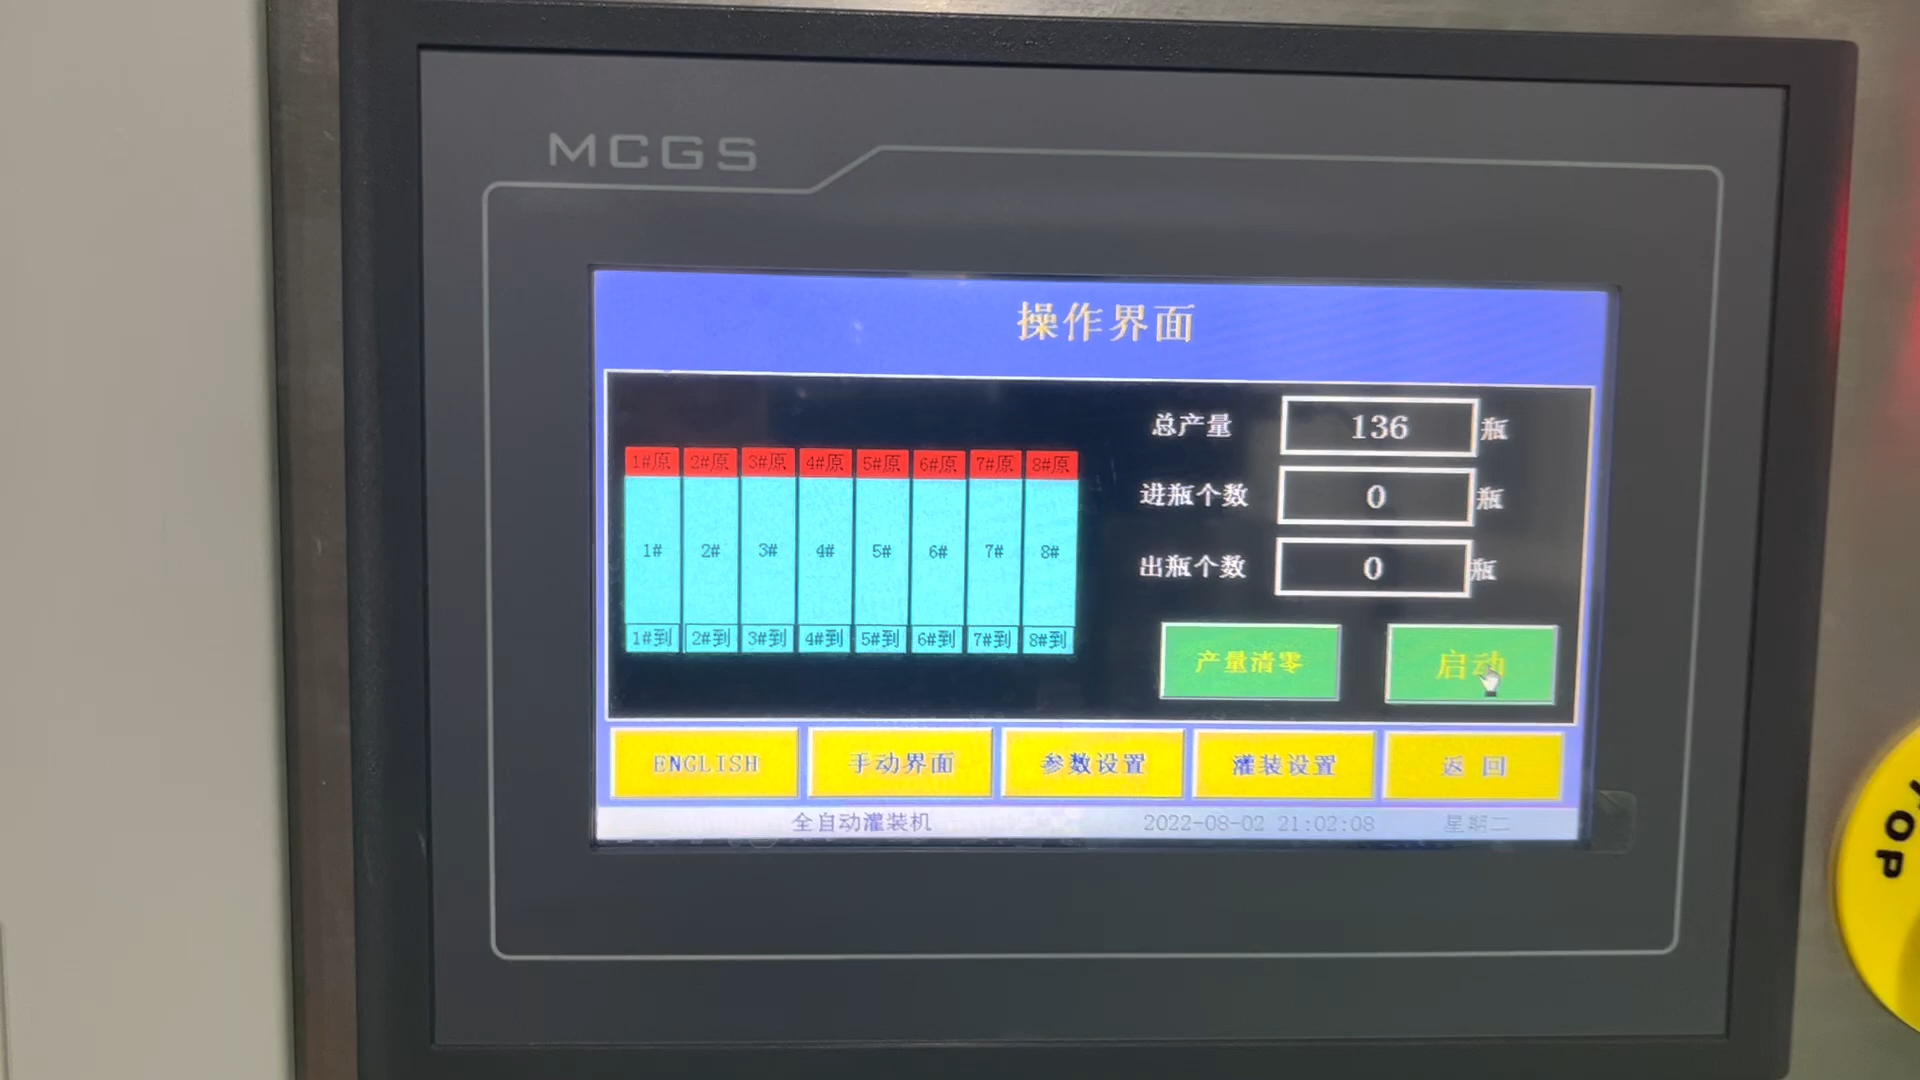 MCGS
操作界面
总产量 136 瓶
1#原 2#原 3#原 4#原 5#原 6#原 7#原 8#原
进瓶个数 0 瓶
1# 2# 3# 4# 5# 6# 7# 8#
出瓶个数 0 瓶
1#到 2#到 3#到 4#到 5#到 6#到 7#到 8#到
产量清零 启动
ENGLISH 手动界面 参数设置 灌装设置 返 回
全自动灌装机 2022-08-02 21:02:08 星期二
TOP